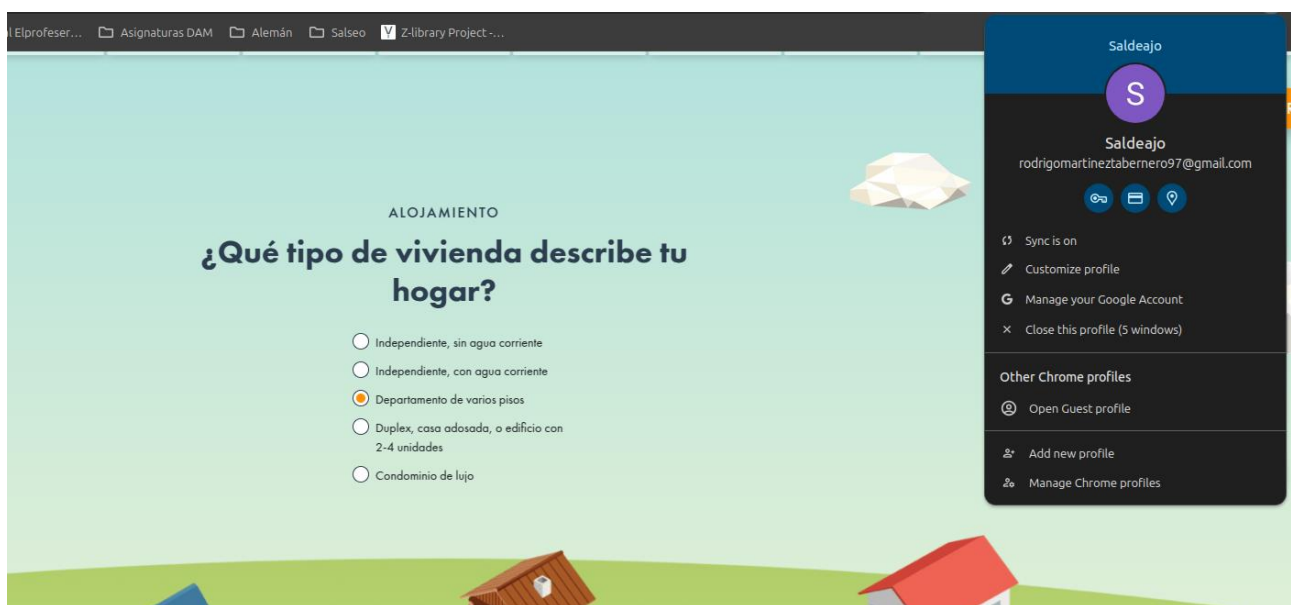 l Elprofeser... Asignaturas DAM Alemán Salseo Z-library Project -...
ALOJAMIENTO
¿Qué tipo de vivienda describe tu
hogar?
Independiente, sin agua corriente
Independiente, con agua corriente
Departamento de varios pisos
Duplex, casa adosada, o edificio con
2-4 unidades
Condominio de lujo
Saldeajo
S
Saldeajo
rodrigomartineztabernero97@gmail.com
Sync is on
Customize profile
Manage your Google Account
Close this profile (5 windows)
Other Chrome profiles
Open Guest profile
Add new profile
Manage Chrome profiles